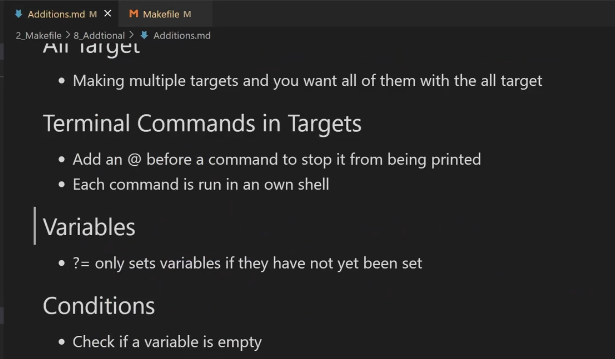 Additions.md M
Makefile M
2_Makefile > 8_Addtional > Additions.md
All Target
• Making multiple targets and you want all of them with the all target
Terminal Commands in Targets
• Add an @ before a command to stop it from being printed
• Each command is run in an own shell
Variables
• ?= only sets variables if they have not yet been set
Conditions
• Check if a variable is empty